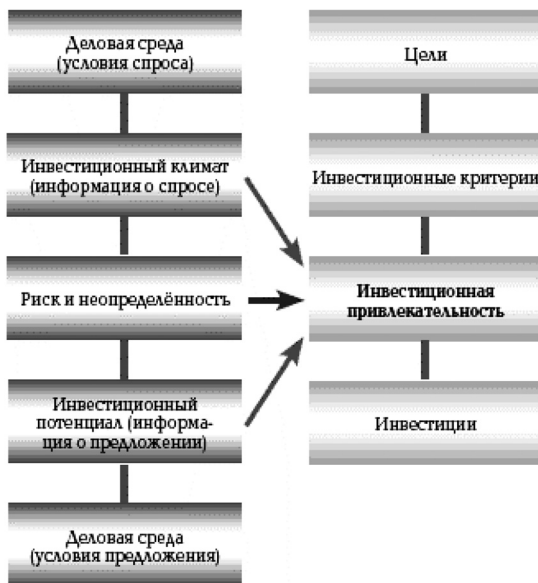 Деловая среда
(условия спроса)
Инвестиционный климат
(информация о спросе)
Риск и неопределённость
Инвестиционный
потенциал (информа-
ция о предложении)
Деловая среда
(условия предложения)
Цели
Инвестиционные критерии
Инвестиционная
привлекательность
Инвестиции